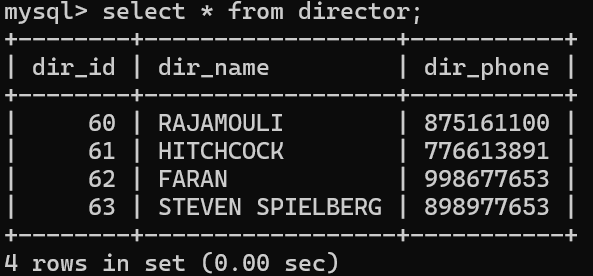 mysql> select * from director;
+--------+------------------+-----------+
| dir_id | dir_name         | dir_phone |
+--------+------------------+-----------+
|     60 | RAJAMOULI        | 875161100 |
|     61 | HITCHCOCK        | 776613891 |
|     62 | FARAN            | 998677653 |
|     63 | STEVEN SPIELBERG | 898977653 |
+--------+------------------+-----------+
4 rows in set (0.00 sec)